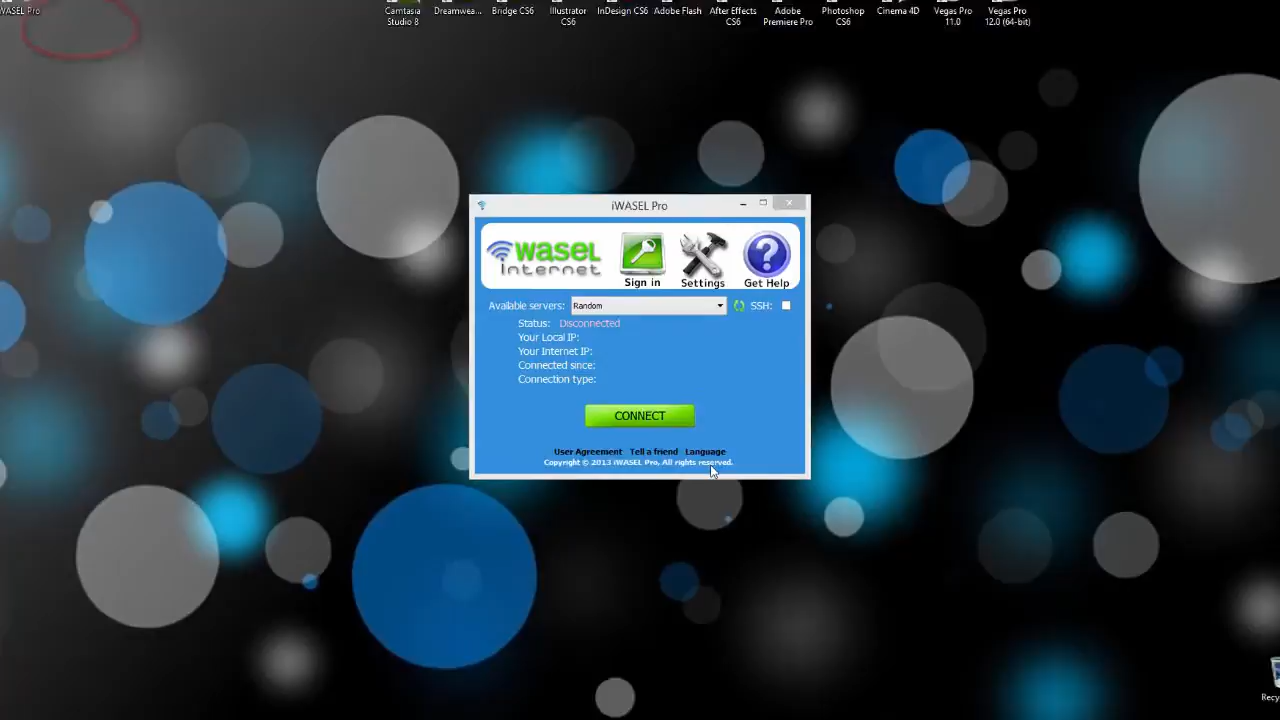 iWASEL Pro
Camtasia Studio 8
Dreamwea...
Bridge CS6
Illustrator CS6
InDesign CS6
Adobe Flash
After Effects CS6
Adobe Premiere Pro
Photoshop CS6
Cinema 4D
Vegas Pro 11.0
Vegas Pro 12.0 (64-bit)
iWASEL Pro
wasel Internet
Sign in
Settings
Get Help
Available servers: Random SSH:
Status: Disconnected
Your Local IP:
Your Internet IP:
Connected since:
Connection type:
CONNECT
User Agreement Tell a friend Language
Copyright © 2013 iWASEL Pro, All rights reserved.
Recy